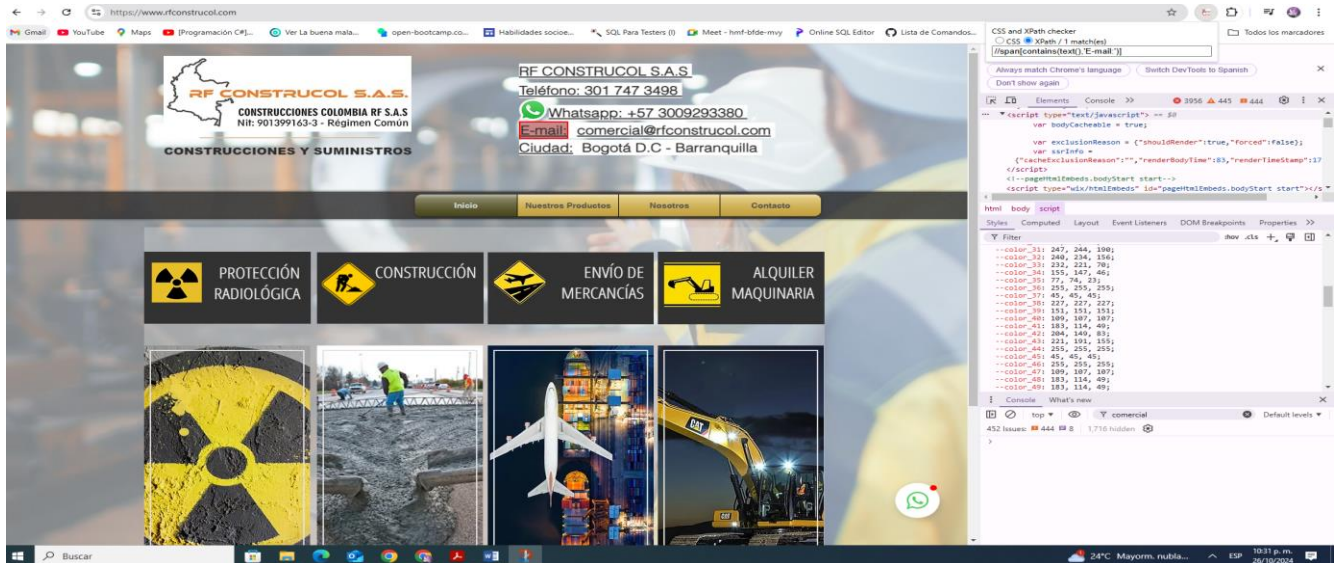 https://www.rfconstrucol.com
Gmail YouTube Maps [Programación C#]... Ver La buena mala... open-bootcamp.co... Habilidades socioe... SQL Para Testers (I) Meet - hmf-bfde-mvy Online SQL Editor Lista de Comandos... Todos los marcadores
CSS and XPath checker
CSS XPath / 1 match(es)
//span[contains(text(),'E-mail:')]
RF CONSTRUCOL S.A.S.
CONSTRUCCIONES COLOMBIA RF S.A.S
Nit: 901399163-3 - Régimen Común
CONSTRUCCIONES Y SUMINISTROS
RF CONSTRUCOL S.A.S
Teléfono: 301 747 3498
Whatsapp: +57 3009293380
E-mail: comercial@rfconstrucol.com
Ciudad: Bogotá D.C - Barranquilla
Inicio Nuestros Productos Nosotros Contacto
PROTECCIÓN
RADIOLÓGICA
CONSTRUCCIÓN
ENVÍO DE
MERCANCÍAS
ALQUILER
MAQUINARIA
CAT
Always match Chrome's language Switch DevTools to Spanish
Don't show again
Elements Console 3956 445 444
<script type="text/javascript"> == $0
var bodyCacheable = true;
var exclusionReason = {"shouldRender":true,"forced":false};
var ssrInfo =
{"cacheExclusionReason":"","renderBodyTime":83,"renderTimeStamp":17
</script>
<!--pageHtmlEmbeds.bodyStart start-->
<script type="wix/htmlEmbeds" id="pageHtmlEmbeds.bodyStart start"></s
html body script
Styles Computed Layout Event Listeners DOM Breakpoints Properties
Filter :hov .cls
--color_31: 247, 244, 190;
--color_32: 240, 234, 156;
--color_33: 232, 221, 70;
--color_34: 155, 147, 46;
--color_35: 77, 74, 23;
--color_36: 255, 255, 255;
--color_37: 45, 45, 45;
--color_38: 227, 227, 227;
--color_39: 151, 151, 151;
--color_40: 109, 107, 107;
--color_41: 183, 114, 49;
--color_42: 204, 149, 83;
--color_43: 221, 191, 155;
--color_44: 255, 255, 255;
--color_45: 45, 45, 45;
--color_46: 255, 255, 255;
--color_47: 109, 107, 107;
--color_48: 183, 114, 49;
--color_49: 183, 114, 49;
Console What's new
top comercial Default levels
452 Issues: 444 8 1,716 hidden
Buscar
24°C Mayorm. nubla... ESP 10:31 p. m.
26/10/2024